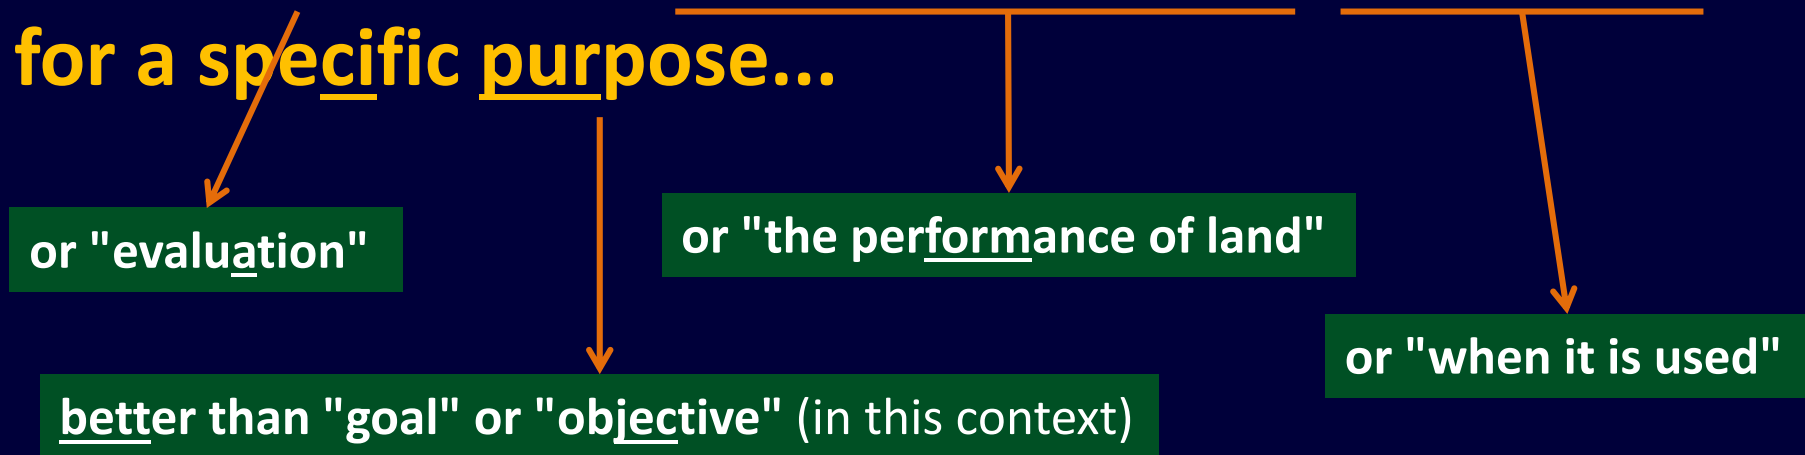 for a specific purpose...
or "evaluation"
or "the performance of land"
or "when it is used"
better than "goal" or "objective" (in this context)